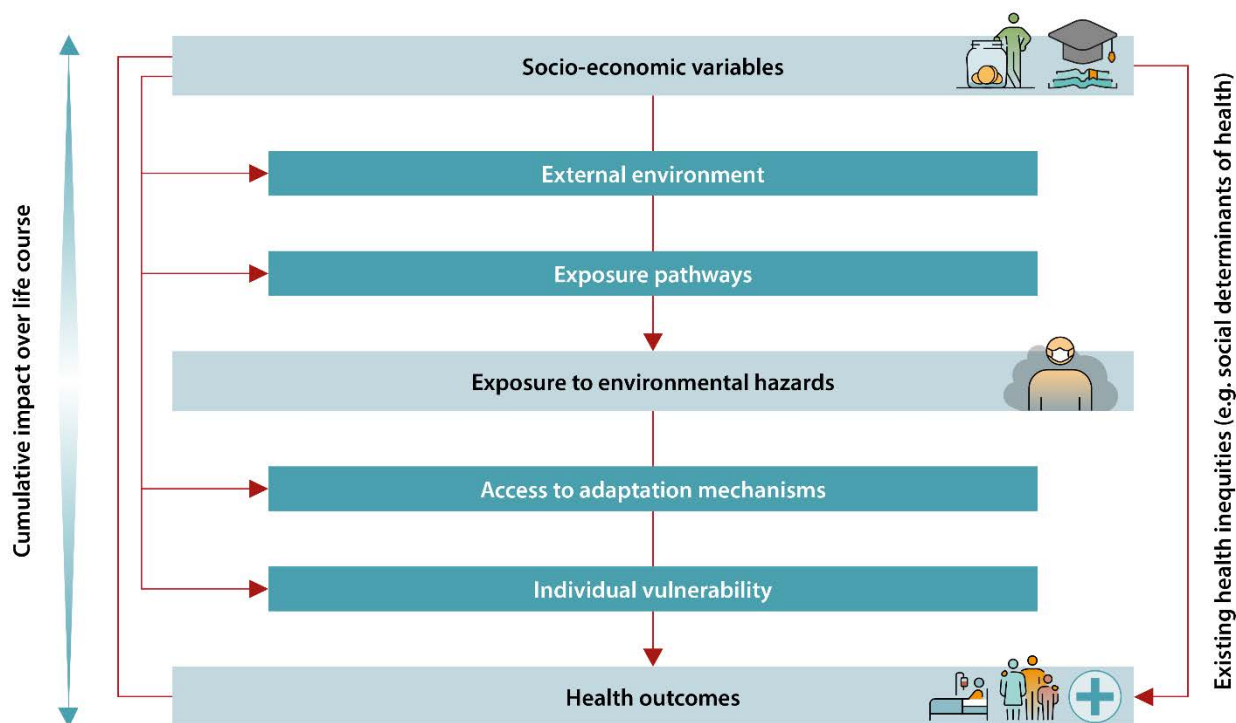 Socio-economic variables
External environment
Exposure pathways
Exposure to environmental hazards
Access to adaptation mechanisms
Individual vulnerability
Health outcomes
Cumulative impact over life course
Existing health inequities (e.g. social determinants of health)